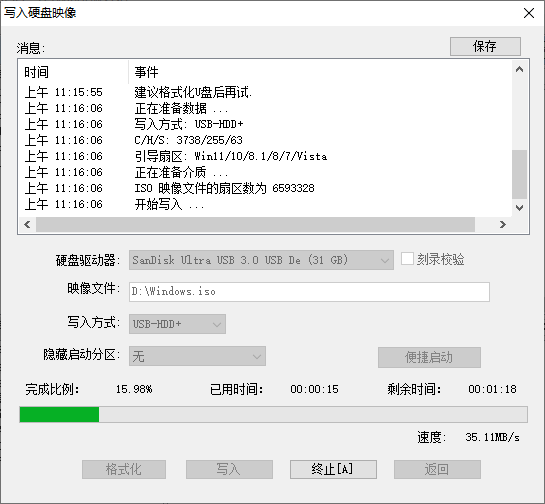 写入硬盘映像
消息:
保存
时间 事件
上午 11:15:55 建议格式化U盘后再试.
上午 11:16:06 正在准备数据 ...
上午 11:16:06 写入方式: USB-HDD+
上午 11:16:06 C/H/S: 3738/255/63
上午 11:16:06 引导扇区: Win11/10/8.1/8/7/Vista
上午 11:16:06 正在准备介质 ...
上午 11:16:06 ISO 映像文件的扇区数为 6593328
上午 11:16:06 开始写入 ...
硬盘驱动器: SanDisk Ultra USB 3.0 USB De (31 GB) 刻录校验
映像文件: D:\Windows.iso
写入方式: USB-HDD+
隐藏启动分区: 无 便捷启动
完成比例: 15.98% 已用时间: 00:00:15 剩余时间: 00:01:18
速度: 35.11MB/s
格式化 写入 终止[A] 返回